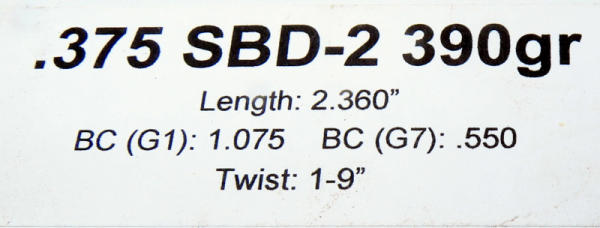 .375 SBD-2 390gr
Length: 2.360”
BC (G1): 1.075 BC (G7): .550
Twist: 1-9”